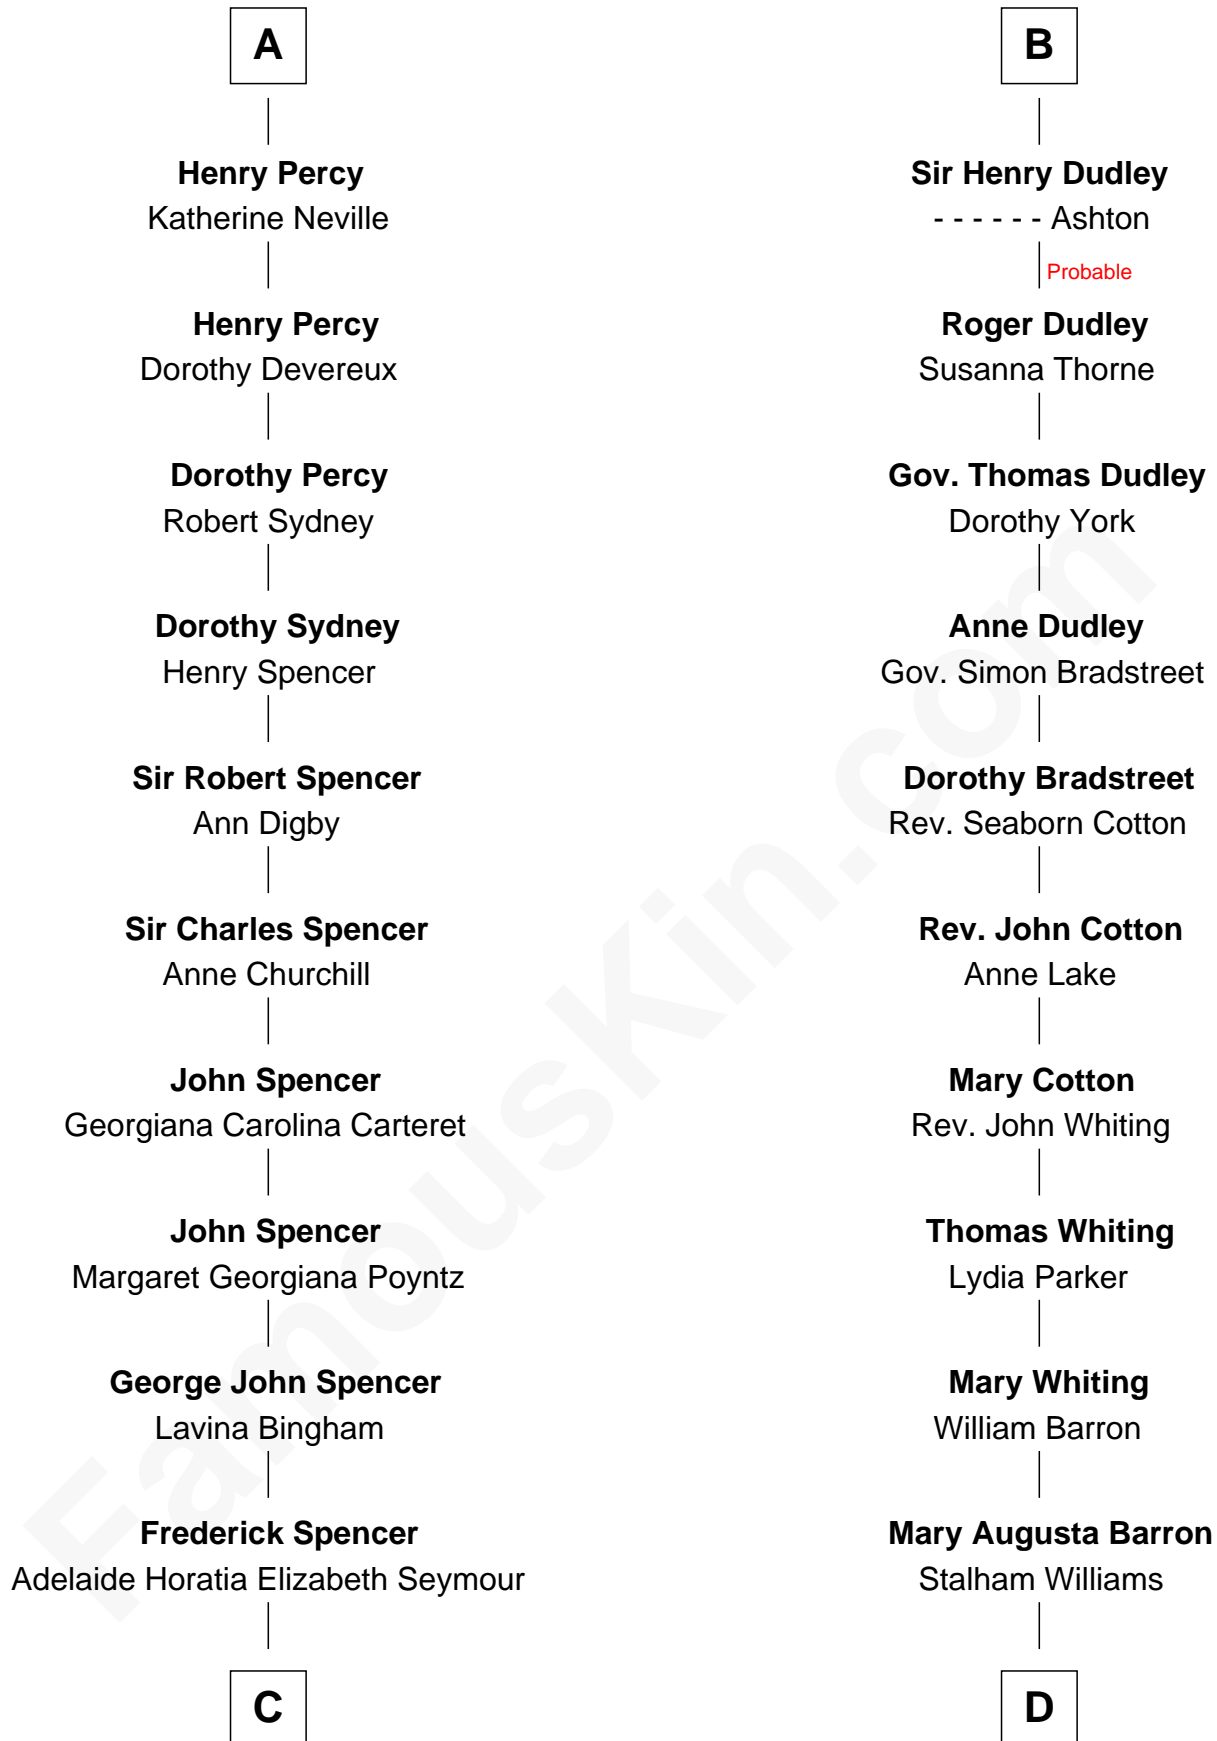 A
Henry Percy
Katherine Neville
Henry Percy
Dorothy Devereux
Dorothy Percy
Robert Sydney
Dorothy Sydney
Henry Spencer
Sir Robert Spencer
Ann Digby
Sir Charles Spencer
Anne Churchill
John Spencer
Georgiana Carolina Carteret
John Spencer
Margaret Georgiana Poyntz
George John Spencer
Lavina Bingham
Frederick Spencer
Adelaide Horatia Elizabeth Seymour
C
B
Sir Henry Dudley
- - - - - - Ashton
Probable
Roger Dudley
Susanna Thorne
Gov. Thomas Dudley
Dorothy York
Anne Dudley
Gov. Simon Bradstreet
Dorothy Bradstreet
Rev. Seaborn Cotton
Rev. John Cotton
Anne Lake
Mary Cotton
Rev. John Whiting
Thomas Whiting
Lydia Parker
Mary Whiting
William Barron
Mary Augusta Barron
Stalham Williams
D
FamousKin.com